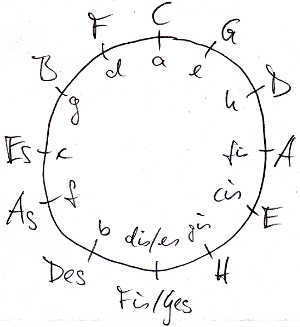 C
F G
d a e
B D
g h
Es c fis A
As f cis E
b dis/es gis
Des H
Fis/Ges